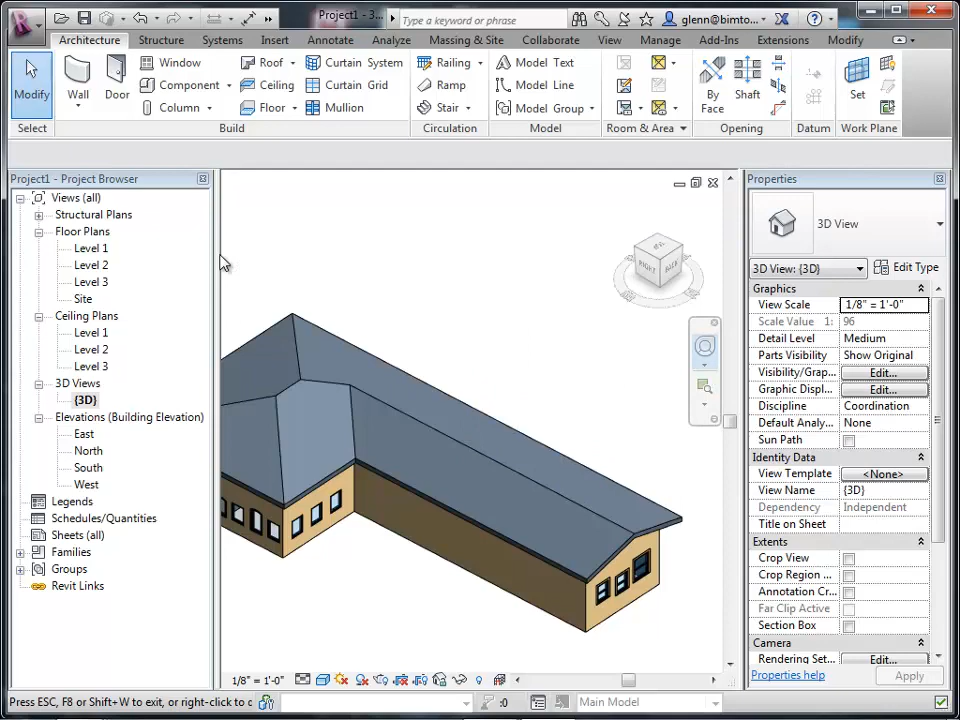 Project1 - 3...
Type a keyword or phrase
glenn@bimto...
Architecture Structure Systems Insert Annotate Analyze Massing & Site Collaborate View Manage Add-Ins Extensions Modify
Modify
Wall
Door
Window
Component
Column
Roof
Ceiling
Floor
Curtain System
Curtain Grid
Mullion
Railing
Ramp
Stair
Model Text
Model Line
Model Group
By
Face
Shaft
Set
Select Build Circulation Model Room & Area Opening Datum Work Plane
Project1 - Project Browser
Views (all)
Structural Plans
Floor Plans
Level 1
Level 2
Level 3
Site
Ceiling Plans
Level 1
Level 2
Level 3
3D Views
{3D}
Elevations (Building Elevation)
East
North
South
West
Legends
Schedules/Quantities
Sheets (all)
Families
Groups
Revit Links
RIGHT BACK
Properties
3D View
3D View: {3D} Edit Type
Graphics
View Scale 1/8" = 1'-0"
Scale Value 1: 96
Detail Level Medium
Parts Visibility Show Original
Visibility/Grap... Edit...
Graphic Displ... Edit...
Discipline Coordination
Default Analy... None
Sun Path
Identity Data
View Template <None>
View Name {3D}
Dependency Independent
Title on Sheet
Extents
Crop View
Crop Region ...
Annotation Cr...
Far Clip Active
Section Box
Camera
Rendering Set... Edit...
Properties help Apply
1/8" = 1'-0"
Press ESC, F8 or Shift+W to exit, or right-click to c
:0
Main Model